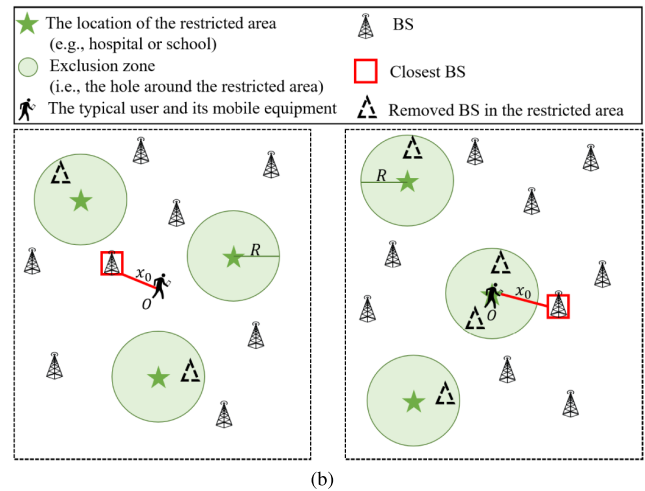 The location of the restricted area
(e.g., hospital or school)
BS
Exclusion zone
(i.e., the hole around the restricted area)
Closest BS
The typical user and its mobile equipment
Removed BS in the restricted area
R
x₀
O
R
R
x₀
O
(b)